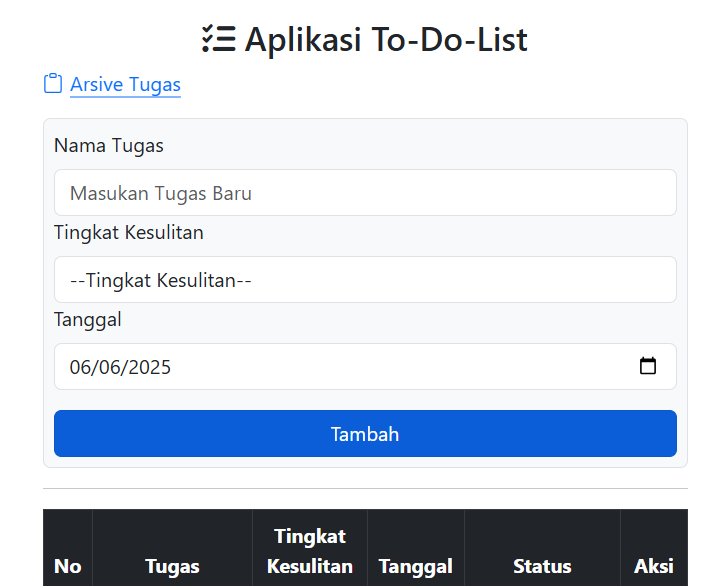 Aplikasi To-Do-List
Arsive Tugas
Nama Tugas
Masukan Tugas Baru
Tingkat Kesulitan
--Tingkat Kesulitan--
Tanggal
06/06/2025
Tambah
No Tugas Tingkat Kesulitan Tanggal Status Aksi